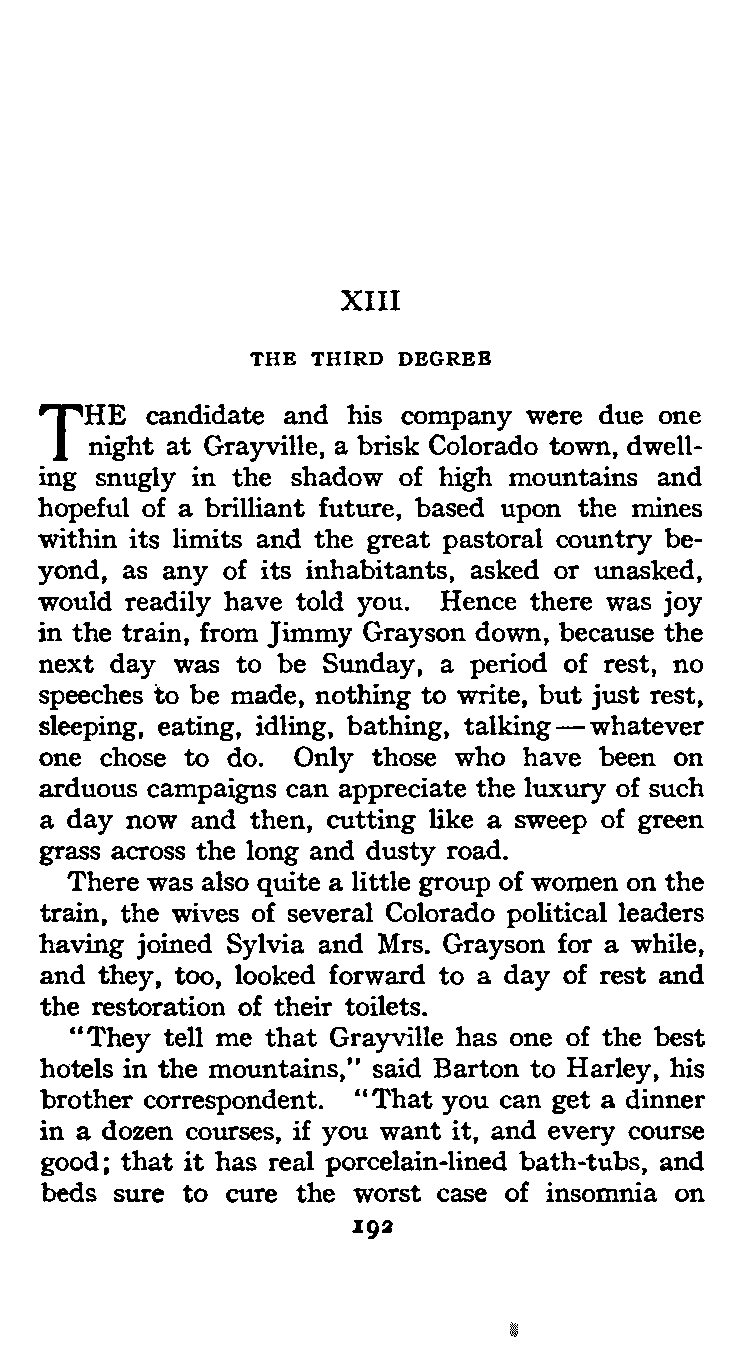 XIII
THE THIRD DEGREE
THE candidate and his company were due one
night at Grayville, a brisk Colorado town, dwell-
ing snugly in the shadow of high mountains and
hopeful of a brilliant future, based upon the mines
within its limits and the great pastoral country be-
yond, as any of its inhabitants, asked or unasked,
would readily have told you. Hence there was joy
in the train, from Jimmy Grayson down, because the
next day was to be Sunday, a period of rest, no
speeches to be made, nothing to write, but just rest,
sleeping, eating, idling, bathing, talking—whatever
one chose to do. Only those who have been on
arduous campaigns can appreciate the luxury of such
a day now and then, cutting like a sweep of green
grass across the long and dusty road.
There was also quite a little group of women on the
train, the wives of several Colorado political leaders
having joined Sylvia and Mrs. Grayson for a while,
and they, too, looked forward to a day of rest and
the restoration of their toilets.
"They tell me that Grayville has one of the best
hotels in the mountains," said Barton to Harley, his
brother correspondent. "That you can get a dinner
in a dozen courses, if you want it, and every course
good; that it has real porcelain-lined bath-tubs, and
beds sure to cure the worst case of insomnia on
192